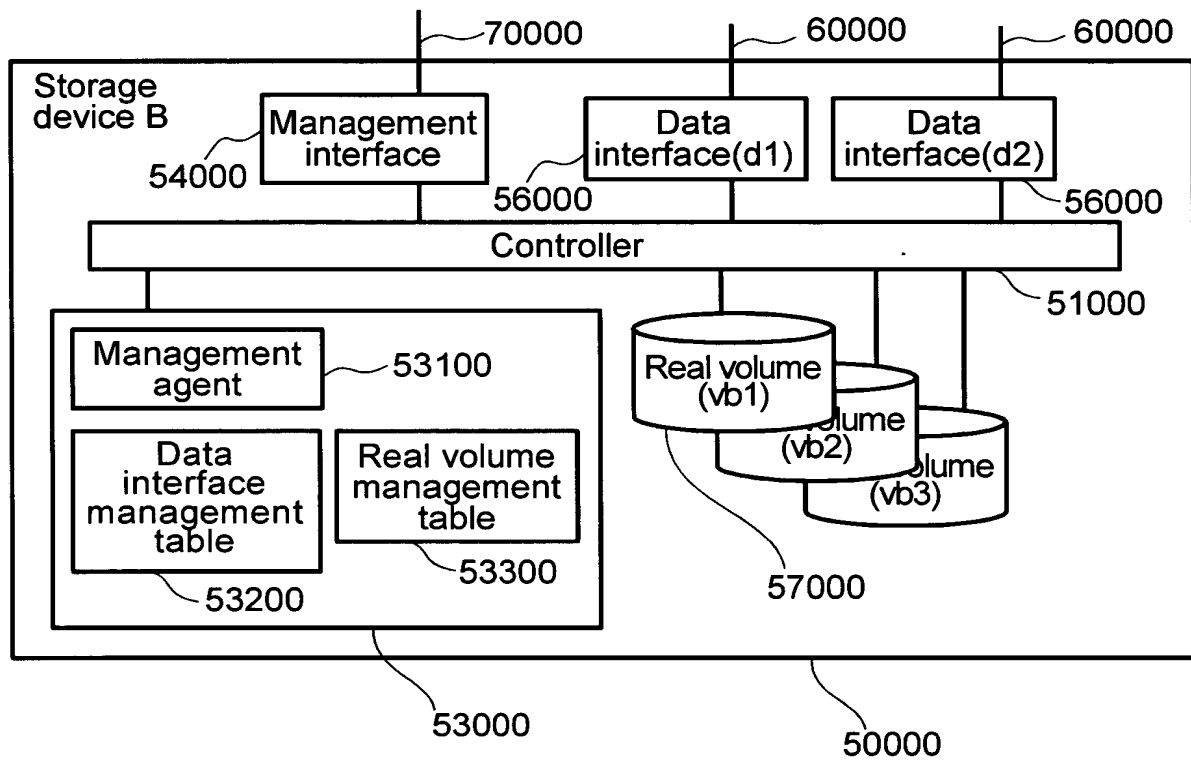 70000
60000
60000
Storage
device B
Management
interface
Data
interface(d1)
Data
interface(d2)
54000
56000
56000
Controller
51000
Management
agent
53100
Real volume
(vb1)
volume
(vb2)
volume
(vb3)
Data
interface
management
table
Real volume
management
table
53300
53200
57000
53000
50000